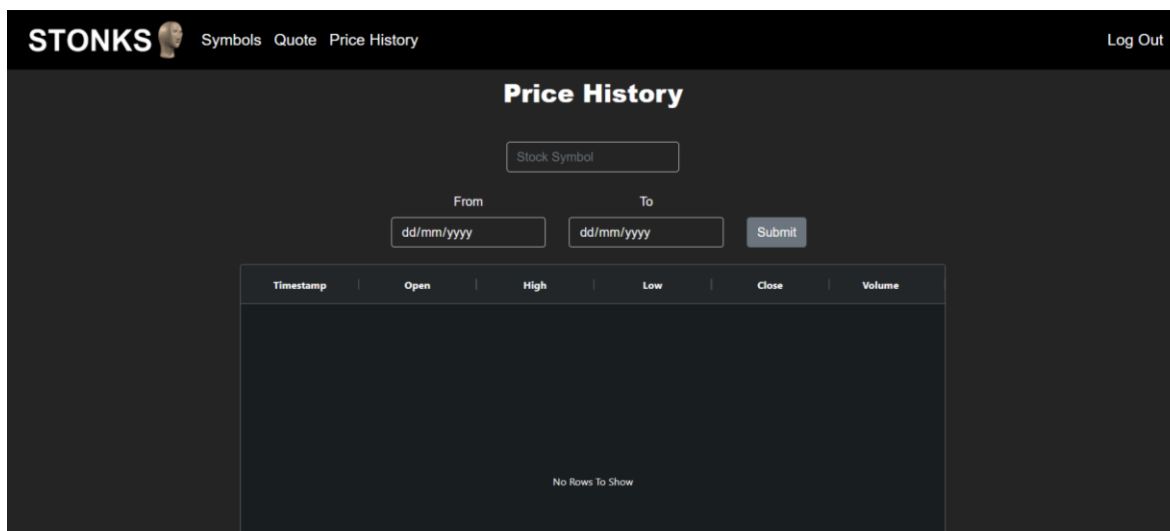 STONKS Symbols Quote Price History Log Out
Price History
Stock Symbol
From To
dd/mm/yyyy dd/mm/yyyy Submit
Timestamp Open High Low Close Volume
No Rows To Show